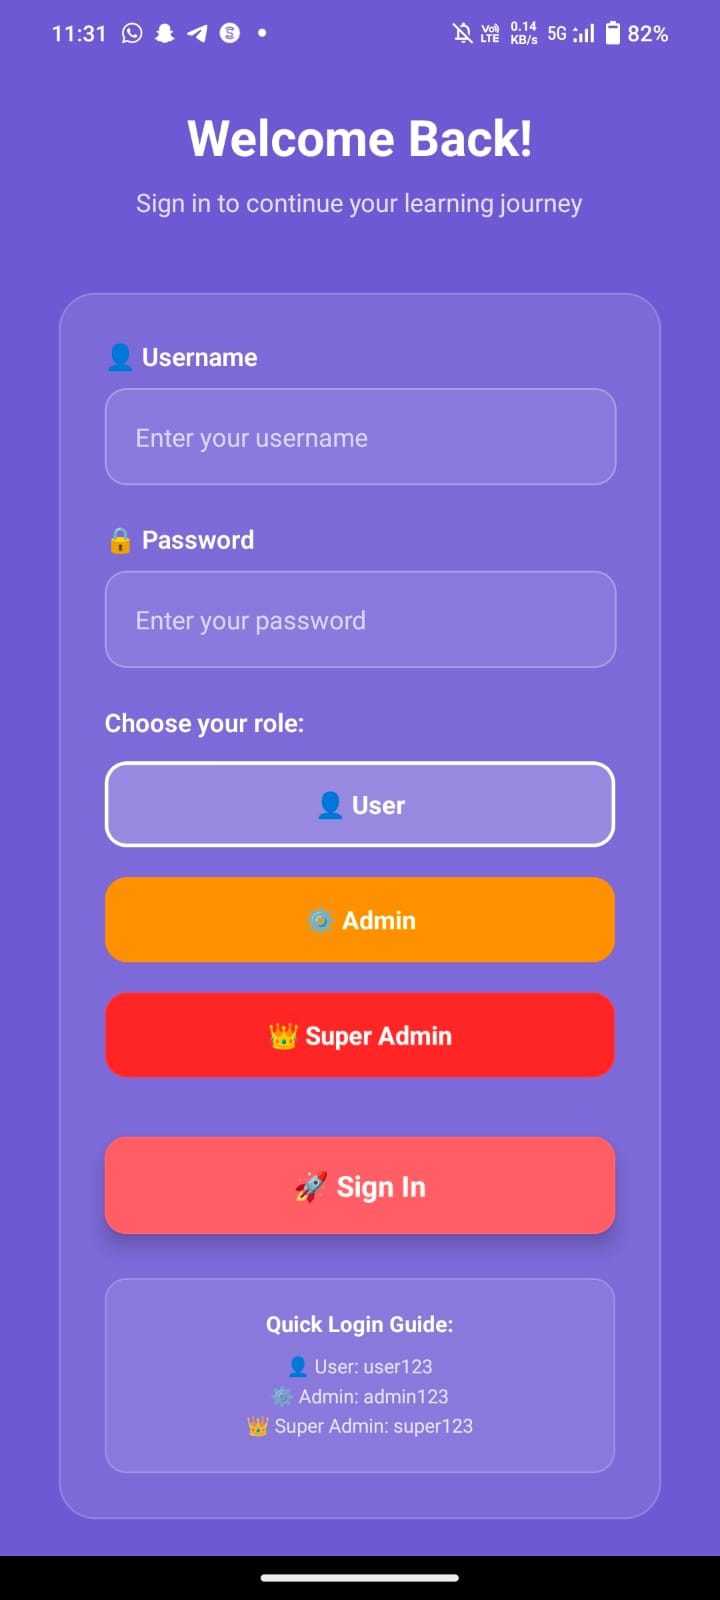 11:31 VoLTE 0.14 KB/s 5G 82%
Welcome Back!
Sign in to continue your learning journey
👤 Username
Enter your username
🔒 Password
Enter your password
Choose your role:
👤 User
⚙️ Admin
👑 Super Admin
🚀 Sign In
Quick Login Guide:
👤 User: user123
⚙️ Admin: admin123
👑 Super Admin: super123